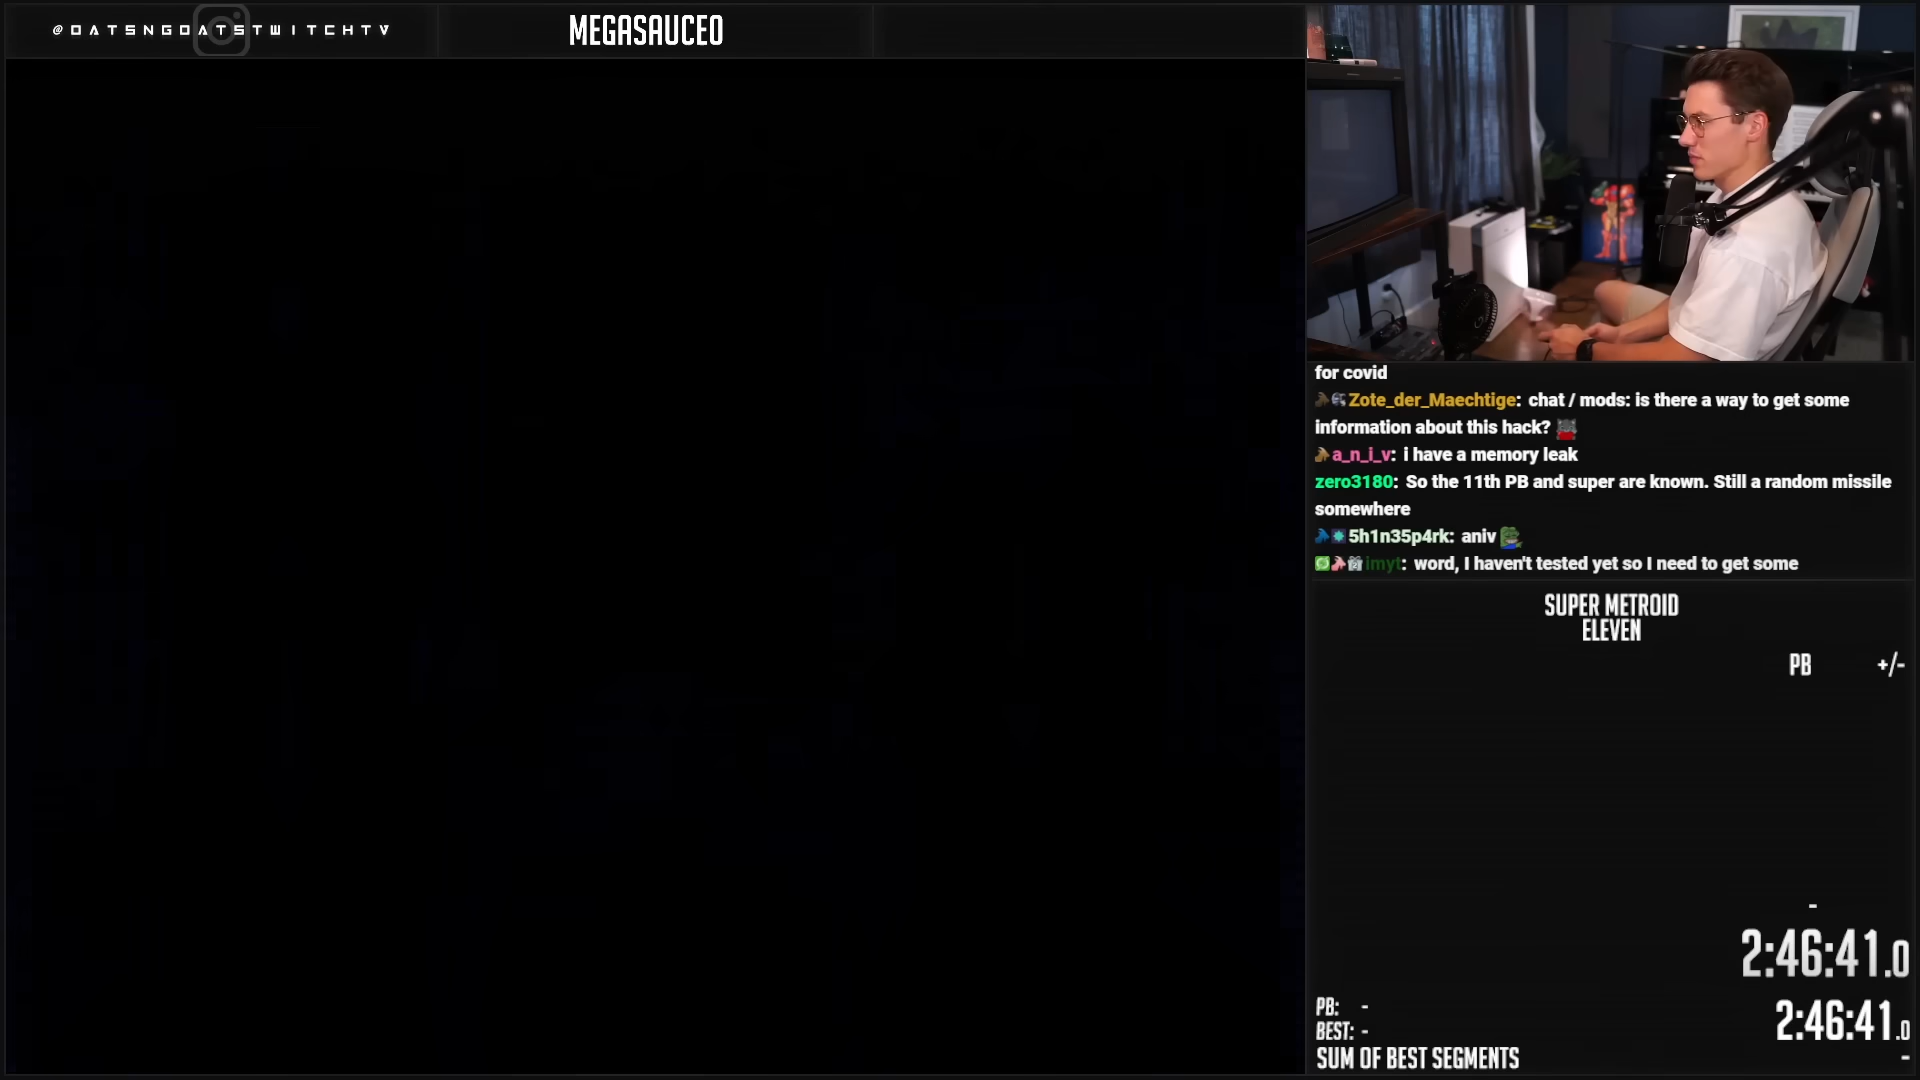 @OATSNGOATSTWITCHTV
MEGASAUCEO
for covid
Zote_der_Maechtige: chat / mods: is there a way to get some
information about this hack?
a_n_i_v: i have a memory leak
zero3180: So the 11th PB and super are known. Still a random missile
somewhere
5h1n35p4rk: aniv
imyt: word, I haven't tested yet so I need to get some
SUPER METROID
ELEVEN
PB +/-
-
2:46:41.0
PB: -
2:46:41.0
BEST: -
SUM OF BEST SEGMENTS -